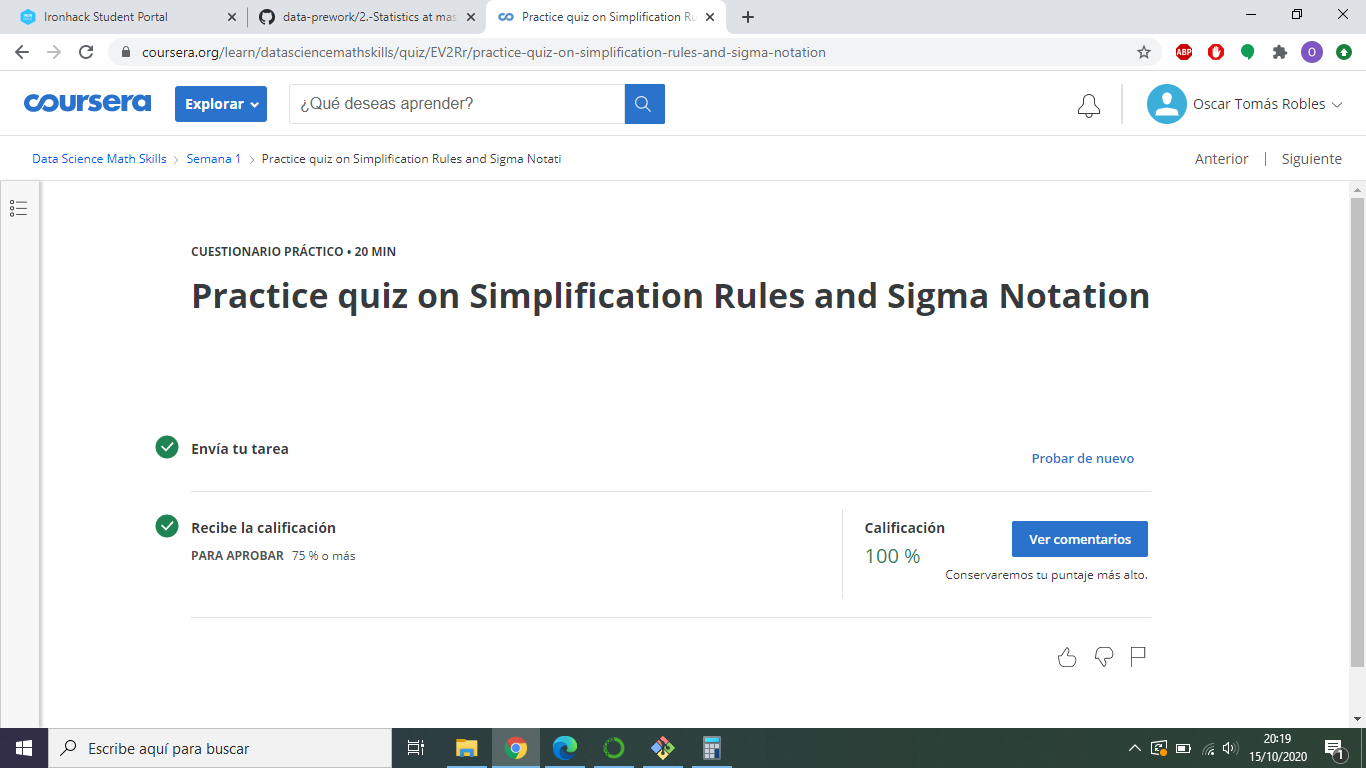 Ironhack Student Portal
data-prework/2.-Statistics at mas
Practice quiz on Simplification Ru
coursera.org/learn/datasciencemathskills/quiz/EV2Rr/practice-quiz-on-simplification-rules-and-sigma-notation
ABP
O
coursera
Explorar
¿Qué deseas aprender?
Oscar Tomás Robles
Data Science Math Skills
Semana 1
Practice quiz on Simplification Rules and Sigma Notati
Anterior
Siguiente
CUESTIONARIO PRÁCTICO • 20 MIN
Practice quiz on Simplification Rules and Sigma Notation
Envía tu tarea
Probar de nuevo
Recibe la calificación
PARA APROBAR 75 % o más
Calificación
100 %
Ver comentarios
Conservaremos tu puntaje más alto.
Escribe aquí para buscar
20:19
15/10/2020
1